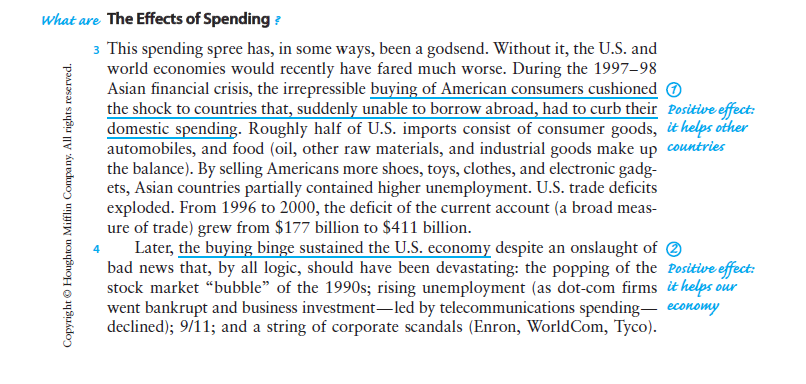 What are The Effects of Spending ?
3 This spending spree has, in some ways, been a godsend. Without it, the U.S. and
world economies would recently have fared much worse. During the 1997–98
Asian financial crisis, the irrepressible buying of American consumers cushioned
the shock to countries that, suddenly unable to borrow abroad, had to curb their
domestic spending. Roughly half of U.S. imports consist of consumer goods,
automobiles, and food (oil, other raw materials, and industrial goods make up
the balance). By selling Americans more shoes, toys, clothes, and electronic gadg-
ets, Asian countries partially contained higher unemployment. U.S. trade deficits
exploded. From 1996 to 2000, the deficit of the current account (a broad meas-
ure of trade) grew from $177 billion to $411 billion.
① Positive effect:
it helps other
countries
4 Later, the buying binge sustained the U.S. economy despite an onslaught of
bad news that, by all logic, should have been devastating: the popping of the
stock market “bubble” of the 1990s; rising unemployment (as dot-com firms
went bankrupt and business investment—led by telecommunications spending—
declined); 9/11; and a string of corporate scandals (Enron, WorldCom, Tyco).
② Positive effect:
it helps our
economy
Copyright © Houghton Mifflin Company. All rights reserved.